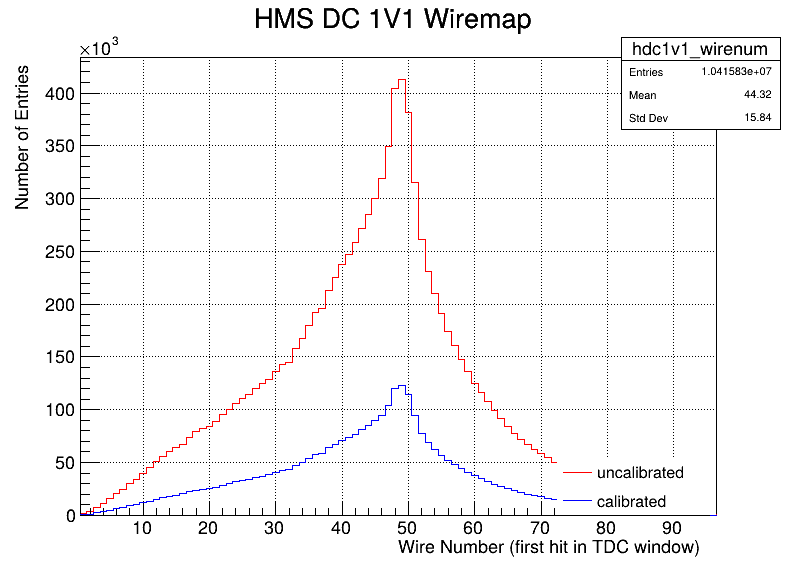 HMS DC 1V1 Wiremap
×10³
hdc1v1_wirenum
Entries 1.041583e+07
Mean 44.32
Std Dev 15.84
Number of Entries
400
350
300
250
200
150
100
50
0
uncalibrated
calibrated
10 20 30 40 50 60 70 80 90
Wire Number (first hit in TDC window)